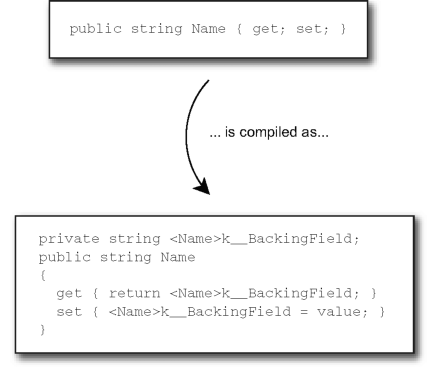 public string Name { get; set; }
... is compiled as...
private string <Name>k__BackingField;
public string Name
{
get { return <Name>k__BackingField; }
set { <Name>k__BackingField = value; }
}